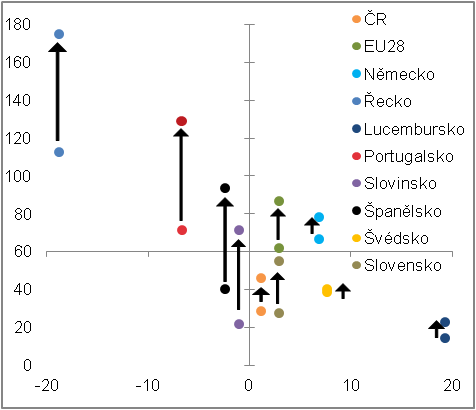 180
160
140
120
100
80
60
40
20
0
-20
-10
0
10
20
ČR
EU28
Německo
Řecko
Lucembursko
Portugalsko
Slovinsko
Španělsko
Švédsko
Slovensko